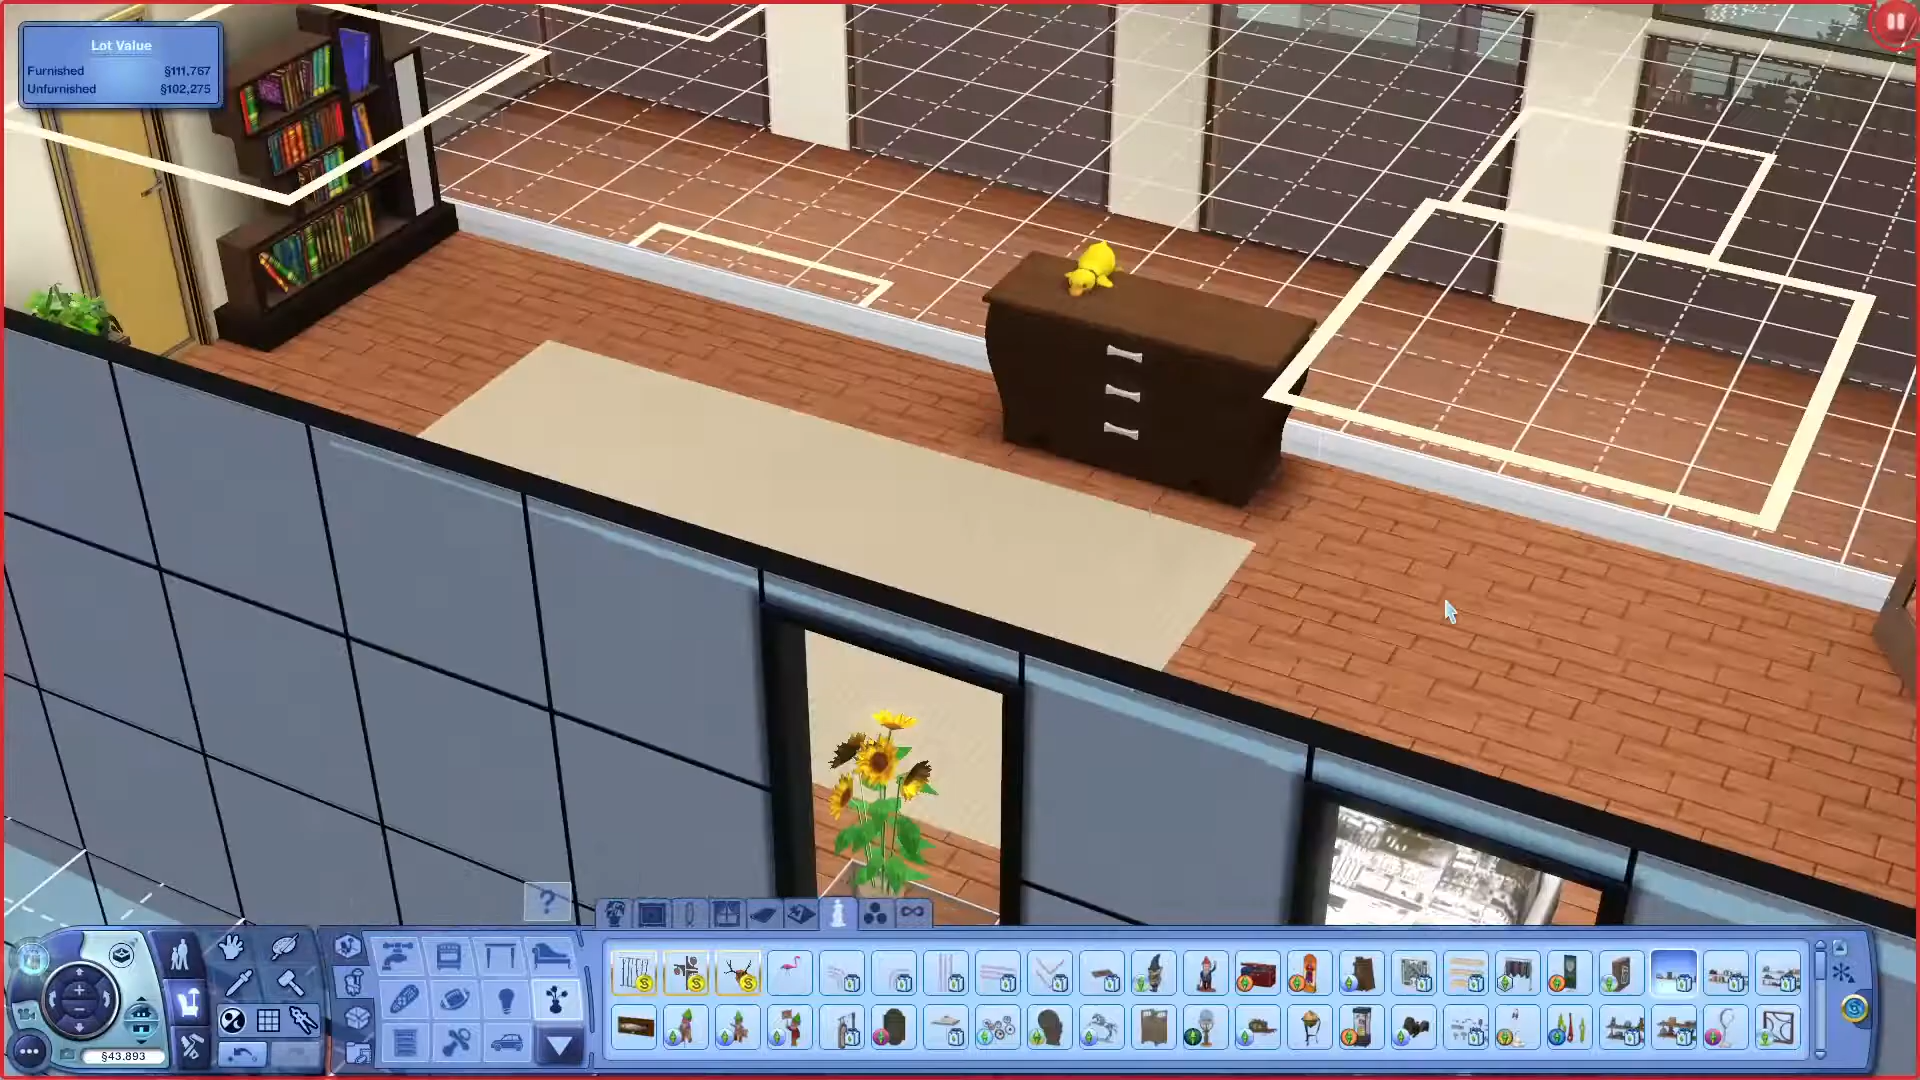 Lot Value
Furnished §111,767
Unfurnished §102,275
?
§43,893